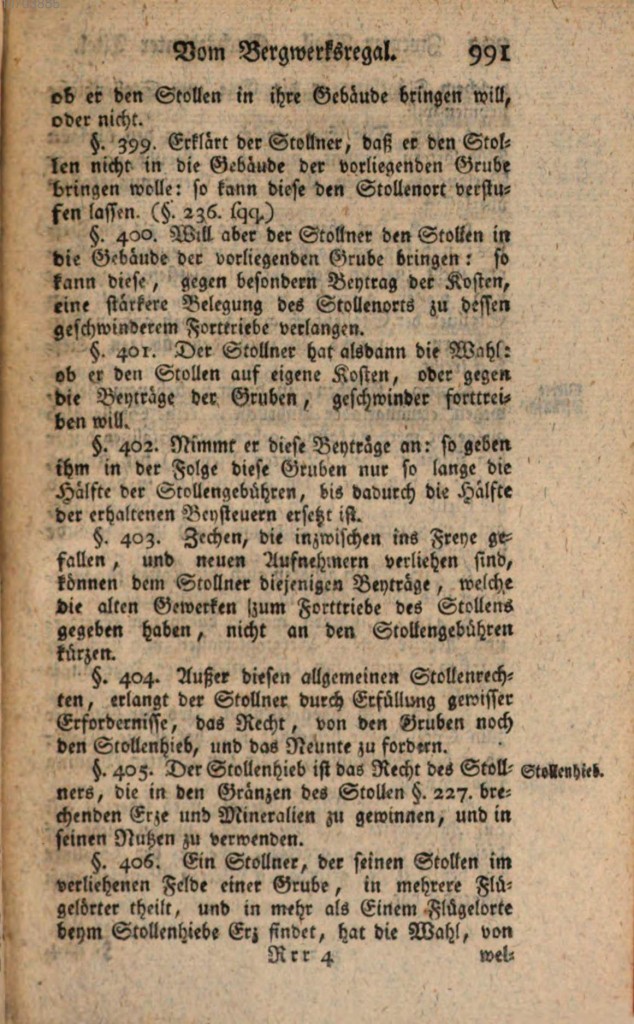 Vom Bergwerksregal. 991
ob er den Stollen in ihre Gebäude bringen will,
oder nicht.
§. 399. Erklärt der Stollner, daß er den Stol-
len nicht in die Gebäude der vorliegenden Grube
bringen wolle: so kann diese den Stollenort verstu-
fen lassen. (§. 236. sqq.)
§. 400. Will aber der Stollner den Stollen in
die Gebäude der vorliegenden Grube bringen: so
kann diese, gegen besondern Beytrag der Kosten,
eine stärkere Belegung des Stollenorts zu dessen
geschwinderem Forttriebe verlangen.
§. 401. Der Stollner hat alsdann die Wahl:
ob er den Stollen auf eigene Kosten, oder gegen
die Beyträge der Gruben, geschwinder forttrei-
ben will.
§. 402. Nimmt er diese Beyträge an: so geben
ihm in der Folge diese Gruben nur so lange die
Hälfte der Stollengebühren, bis dadurch die Hälfte
der erhaltenen Beysteuern ersetzt ist.
§. 403. Zechen, die inzwischen ins Freye ge-
fallen, und neuen Aufnehmern verliehen sind,
können dem Stollner diejenigen Beyträge, welche
die alten Gewerken zum Forttriebe des Stollens
gegeben haben, nicht an den Stollengebühren
kürzen.
§. 404. Außer diesen allgemeinen Stollenrech-
ten, erlangt der Stollner durch Erfüllung gewisser
Erfordernisse, das Recht, von den Gruben noch
den Stollenhieb, und das Neunte zu fordern.
§. 405. Der Stollenhieb ist das Recht des Stoll- Stollenhieb.
ners, die in den Gränzen des Stollen §. 227. bre-
chenden Erze und Mineralien zu gewinnen, und in
seinen Nutzen zu verwenden.
§. 406. Ein Stollner, der seinen Stollen im
verliehenen Felde einer Grube, in mehrere Flü-
gelörter theilt, und in mehr als Einem Flügelorte
beym Stollenhiebe Erz findet, hat die Wahl, von
Rrr 4 wel-